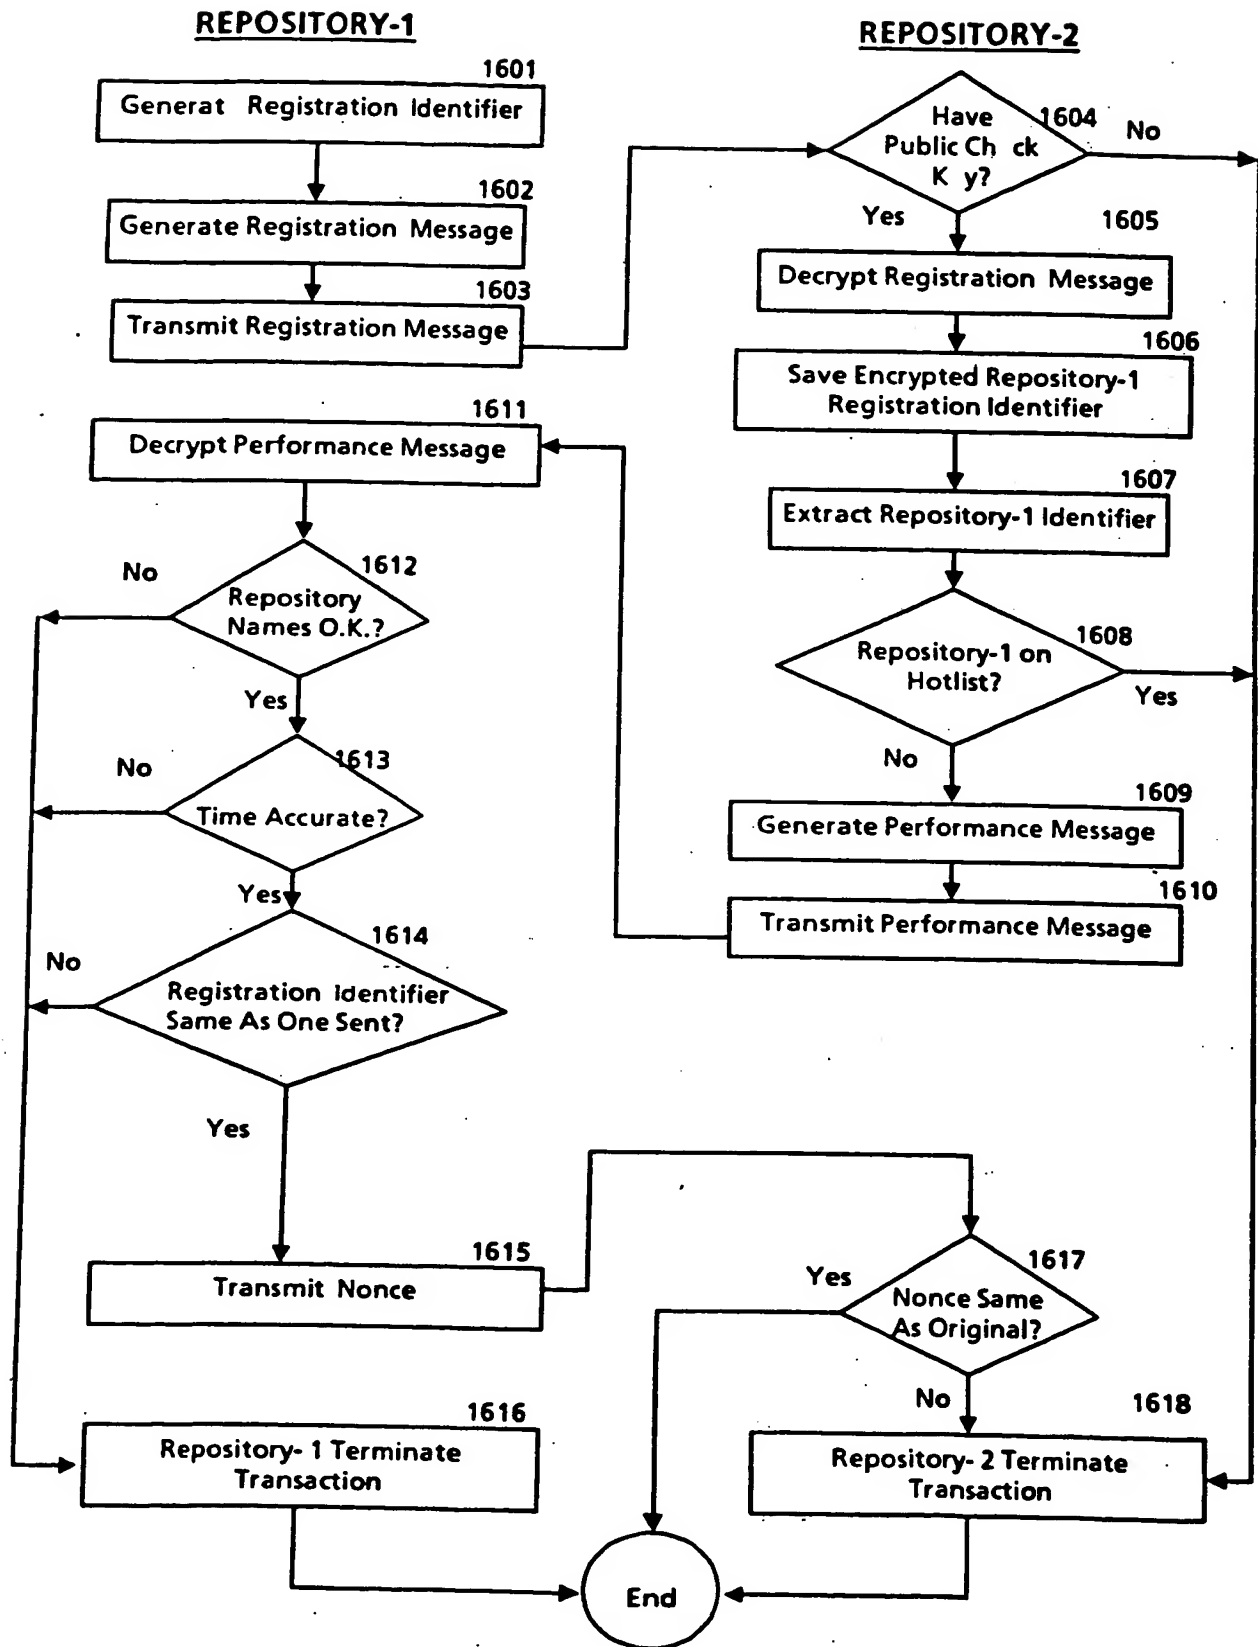 REPOSITORY-1
1601
Generat Registration Identifier
1602
Generate Registration Message
1603
Transmit Registration Message
1611
Decrypt Performance Message
1612
No
Repository
Names O.K.?
Yes
1613
No
Time Accurate?
Yes
1614
No
Registration Identifier
Same As One Sent?
Yes
1615
Transmit Nonce
1616
Repository- 1 Terminate
Transaction
REPOSITORY-2
1604
Have
Public Ch ck
K y?
No
Yes
1605
Decrypt Registration Message
1606
Save Encrypted Repository-1
Registration Identifier
1607
Extract Repository-1 Identifier
1608
Repository-1 on
Hotlist?
Yes
No
1609
Generate Performance Message
1610
Transmit Performance Message
1617
Yes
Nonce Same
As Original?
No
1618
Repository- 2 Terminate
Transaction
End